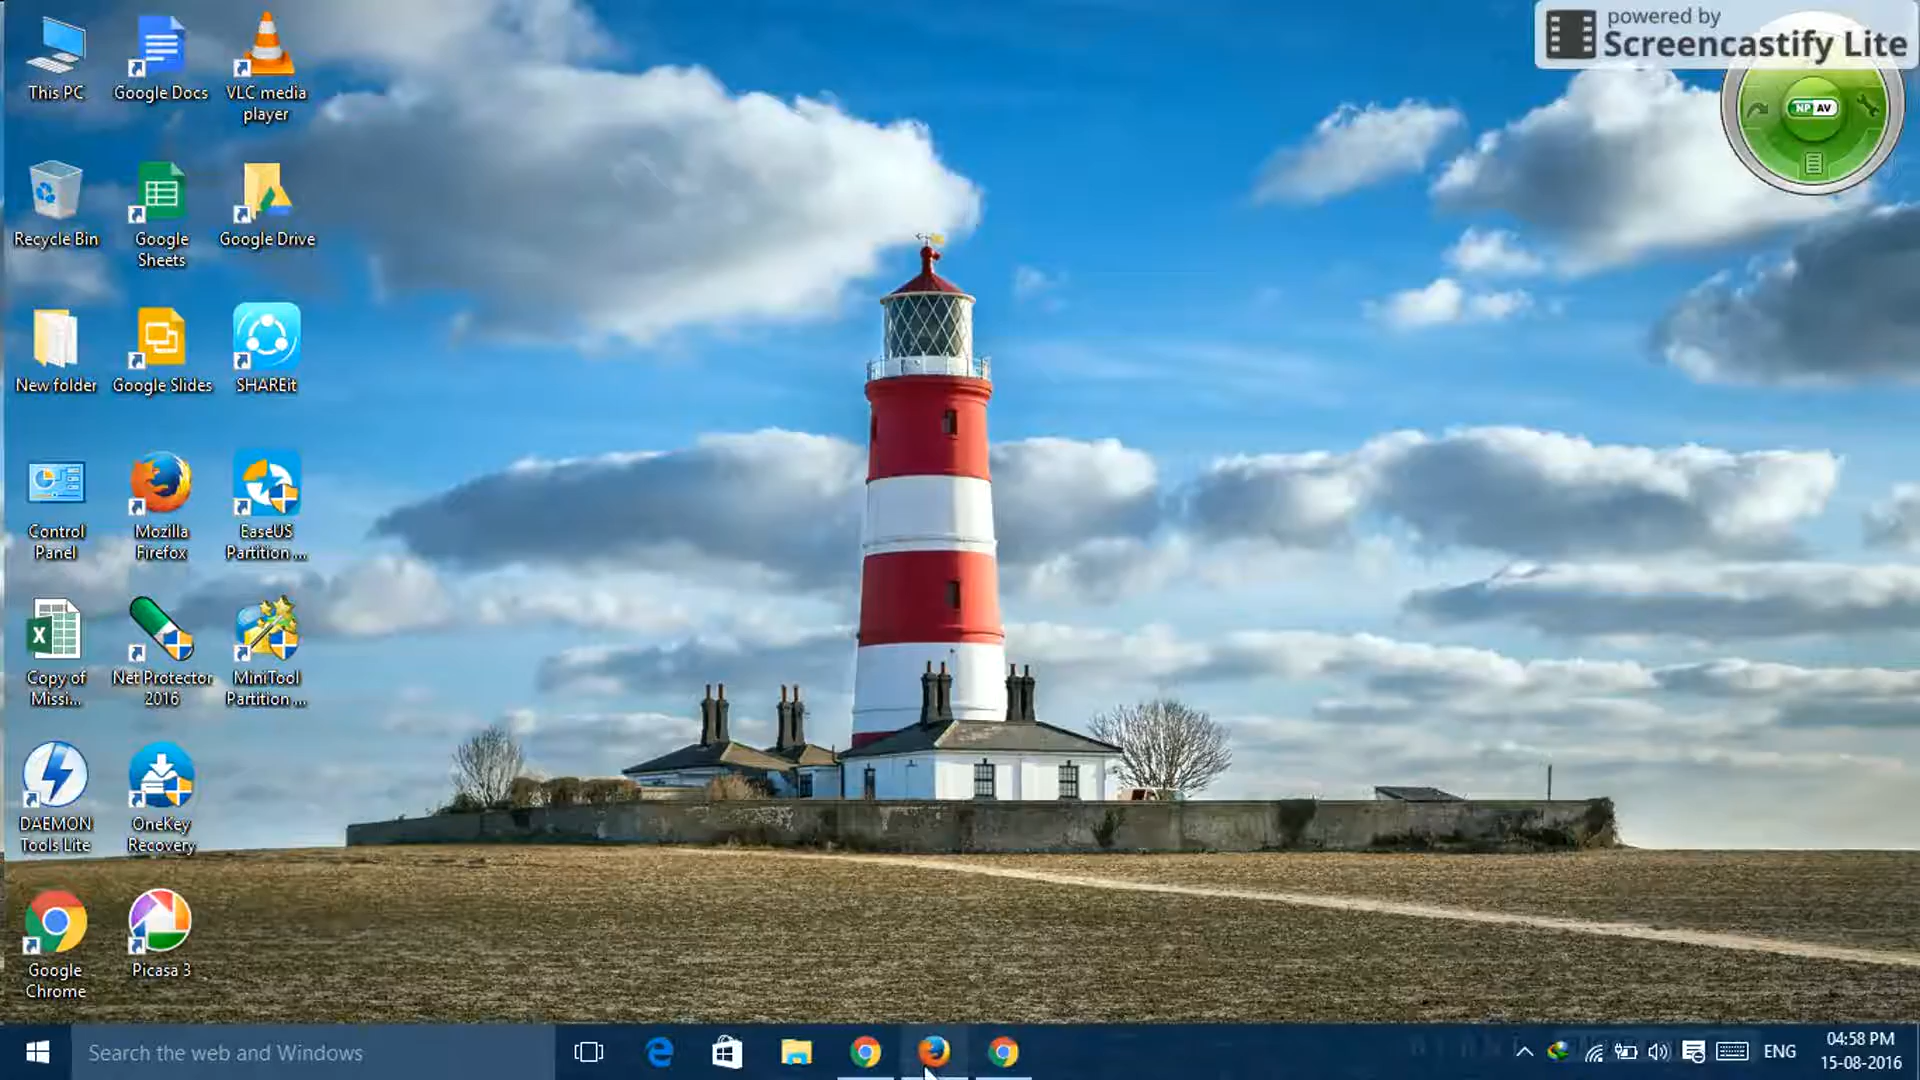 powered by
Screencastify Lite
NP AV
This PC
Google Docs
VLC media
player
Recycle Bin
Google
Sheets
Google Drive
New folder
Google Slides
SHAREit
Control
Panel
Mozilla
Firefox
EaseUS
Partition ...
Copy of
Missi...
Net Protector
2016
MiniTool
Partition ...
DAEMON
Tools Lite
OneKey
Recovery
Google
Chrome
Picasa 3
Search the web and Windows
ENG
04:58 PM
15-08-2016